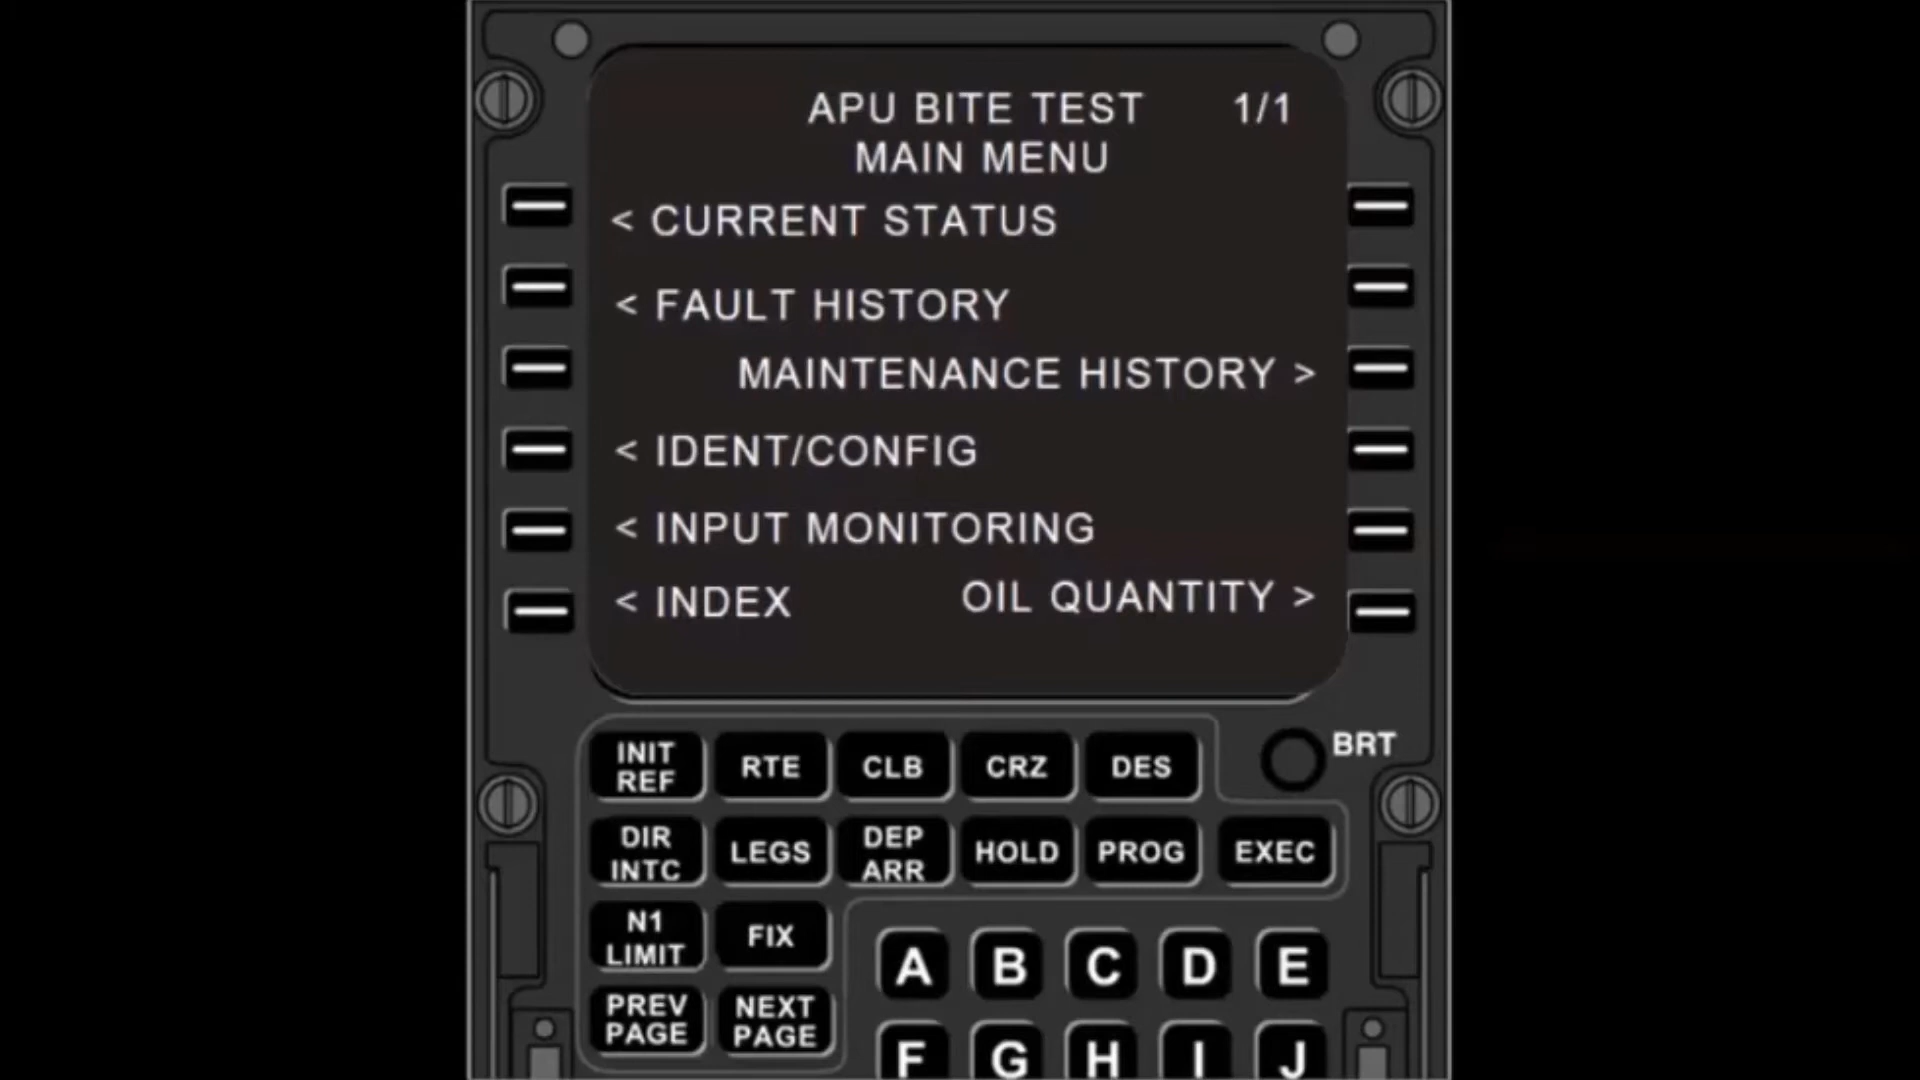 APU BITE TEST 1/1
MAIN MENU
< CURRENT STATUS
< FAULT HISTORY
MAINTENANCE HISTORY >
< IDENT/CONFIG
< INPUT MONITORING
< INDEX OIL QUANTITY >
BRT
INIT REF RTE CLB CRZ DES
DIR INTC LEGS DEP ARR HOLD PROG EXEC
N1 LIMIT FIX
A B C D E
PREV PAGE NEXT PAGE
F G H I J